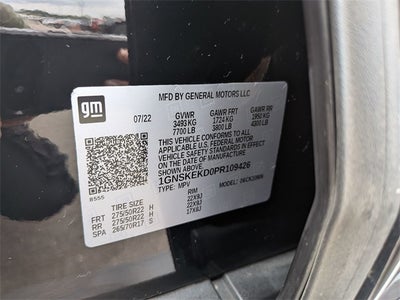 gm
MFD BY GENERAL MOTORS LLC
07/22
GVWR GAWR FRT GAWR RR
3493 KG 1724 KG 1950 KG
7700 LB 3800 LB 4300 LB
THIS VEHICLE CONFORMS TO ALL APPLICABLE
U.S. FEDERAL MOTOR
VEHICLE SAFETY STANDARDS IN EFFECT
ON THE DATE OF MANUFACTURE SHOWN ABOVE.
1GNSKEKD0PR109426
TYPE: MPV MODEL:
8555
TIRE SIZE RIM
FRT 275/50R22 H 22X9J
RR 275/50R22 H 22X9J
SPA 265/70R17 S 17X8J